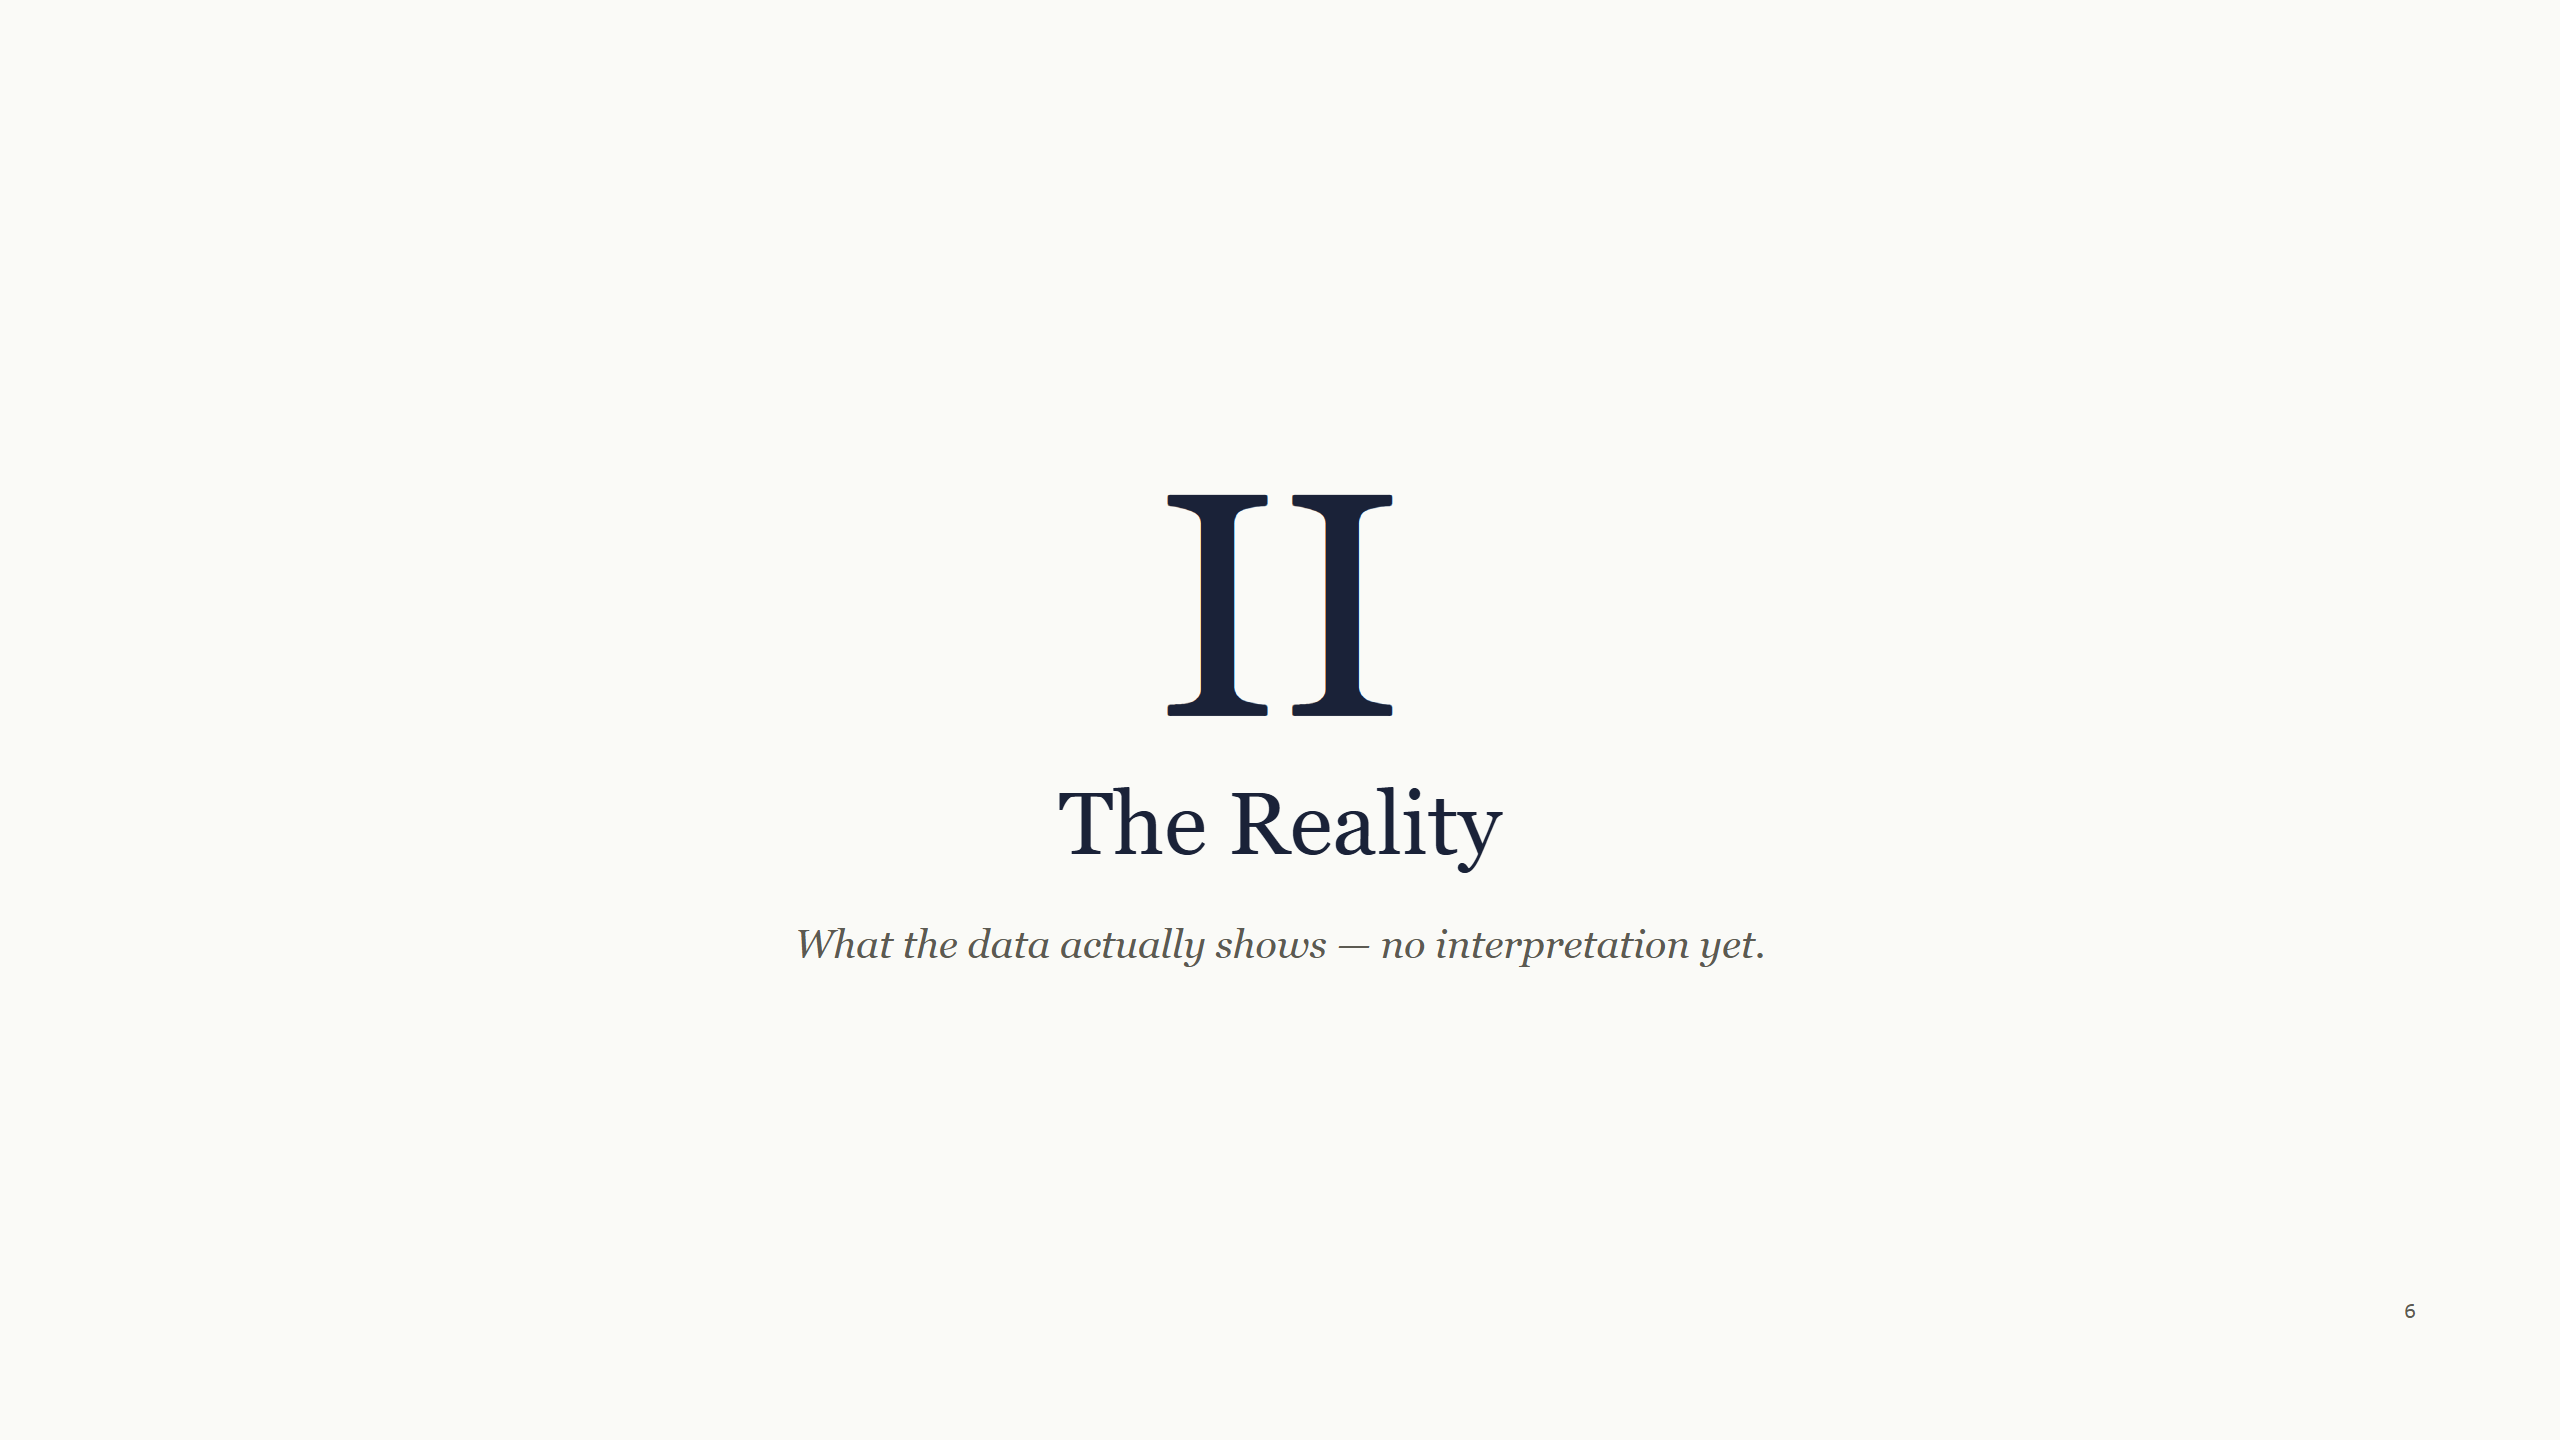 II
The Reality
What the data actually shows — no interpretation yet.
6